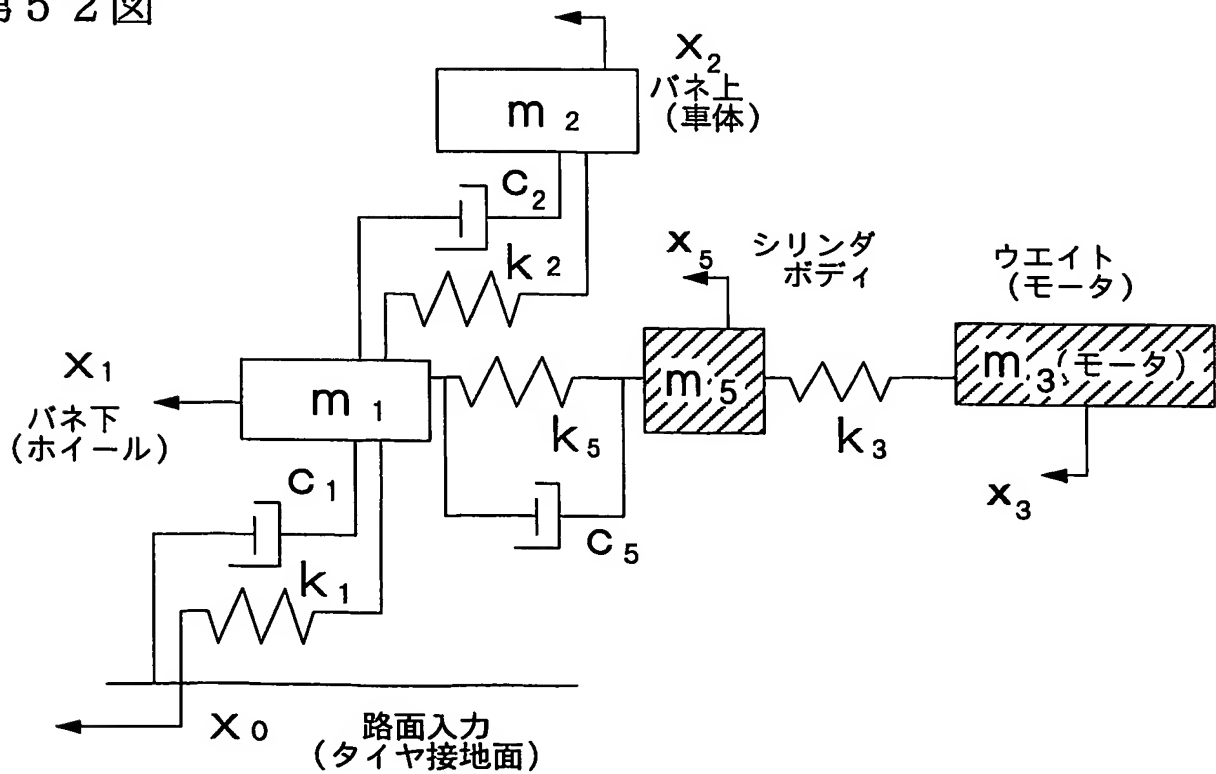 第52図
x2
バネ上
(車体)
m2
c2
k2
x5
シリンダ
ボディ
ウエイト
(モータ)
x1
バネ下
(ホイール)
m1
m5
m3(モータ)
k5
k3
x3
c1
c5
k1
x0
路面入力
(タイヤ接地面)